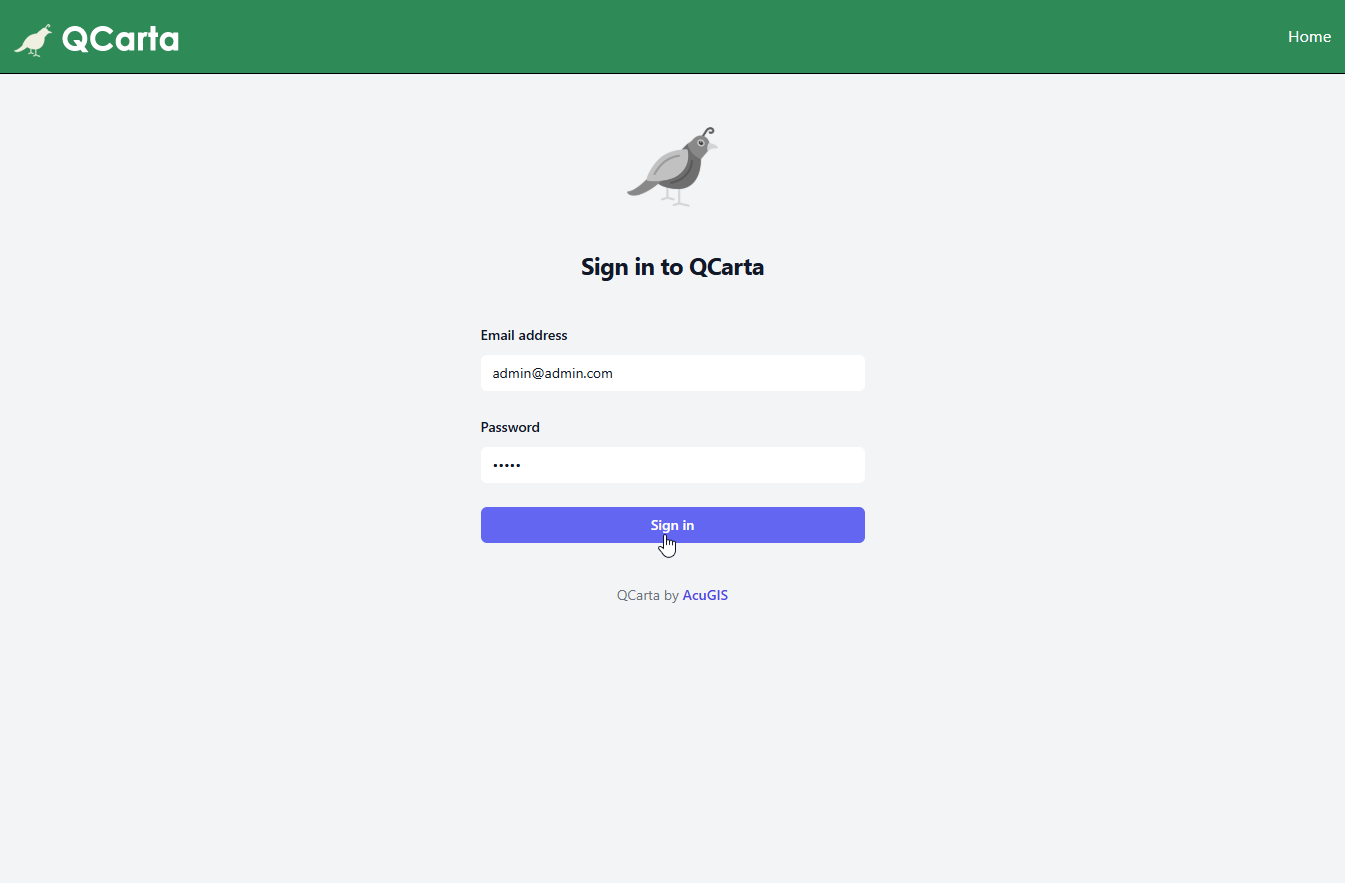 QCarta
Home
Sign in to QCarta
Email address
admin@admin.com
Password
•••••
Sign in
QCarta by AcuGIS